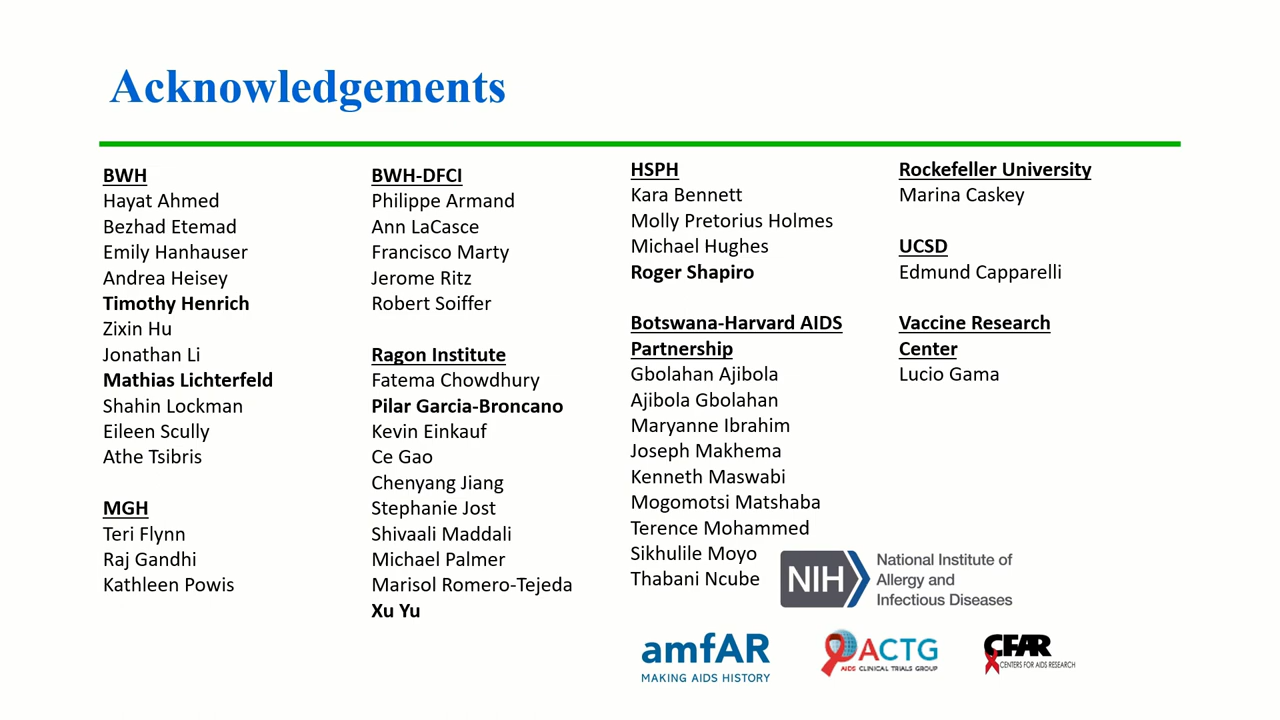 Acknowledgements
BWH
Hayat Ahmed
Bezhad Etemad
Emily Hanhauser
Andrea Heisey
Timothy Henrich
Zixin Hu
Jonathan Li
Mathias Lichterfeld
Shahin Lockman
Eileen Scully
Athe Tsibris
MGH
Teri Flynn
Raj Gandhi
Kathleen Powis
BWH-DFCI
Philippe Armand
Ann LaCasce
Francisco Marty
Jerome Ritz
Robert Soiffer
Ragon Institute
Fatema Chowdhury
Pilar Garcia-Broncano
Kevin Einkauf
Ce Gao
Chenyang Jiang
Stephanie Jost
Shivaali Maddali
Michael Palmer
Marisol Romero-Tejeda
Xu Yu
HSPH
Kara Bennett
Molly Pretorius Holmes
Michael Hughes
Roger Shapiro
Botswana-Harvard AIDS
Partnership
Gbolahan Ajibola
Ajibola Gbolahan
Maryanne Ibrahim
Joseph Makhema
Kenneth Maswabi
Mogomotsi Matshaba
Terence Mohammed
Sikhulile Moyo
Thabani Ncube
Rockefeller University
Marina Caskey
UCSD
Edmund Capparelli
Vaccine Research
Center
Lucio Gama
NIH
National Institute of
Allergy and
Infectious Diseases
amfAR
MAKING AIDS HISTORY
ACTG
AIDS CLINICAL TRIALS GROUP
CFAR
CENTERS FOR AIDS RESEARCH